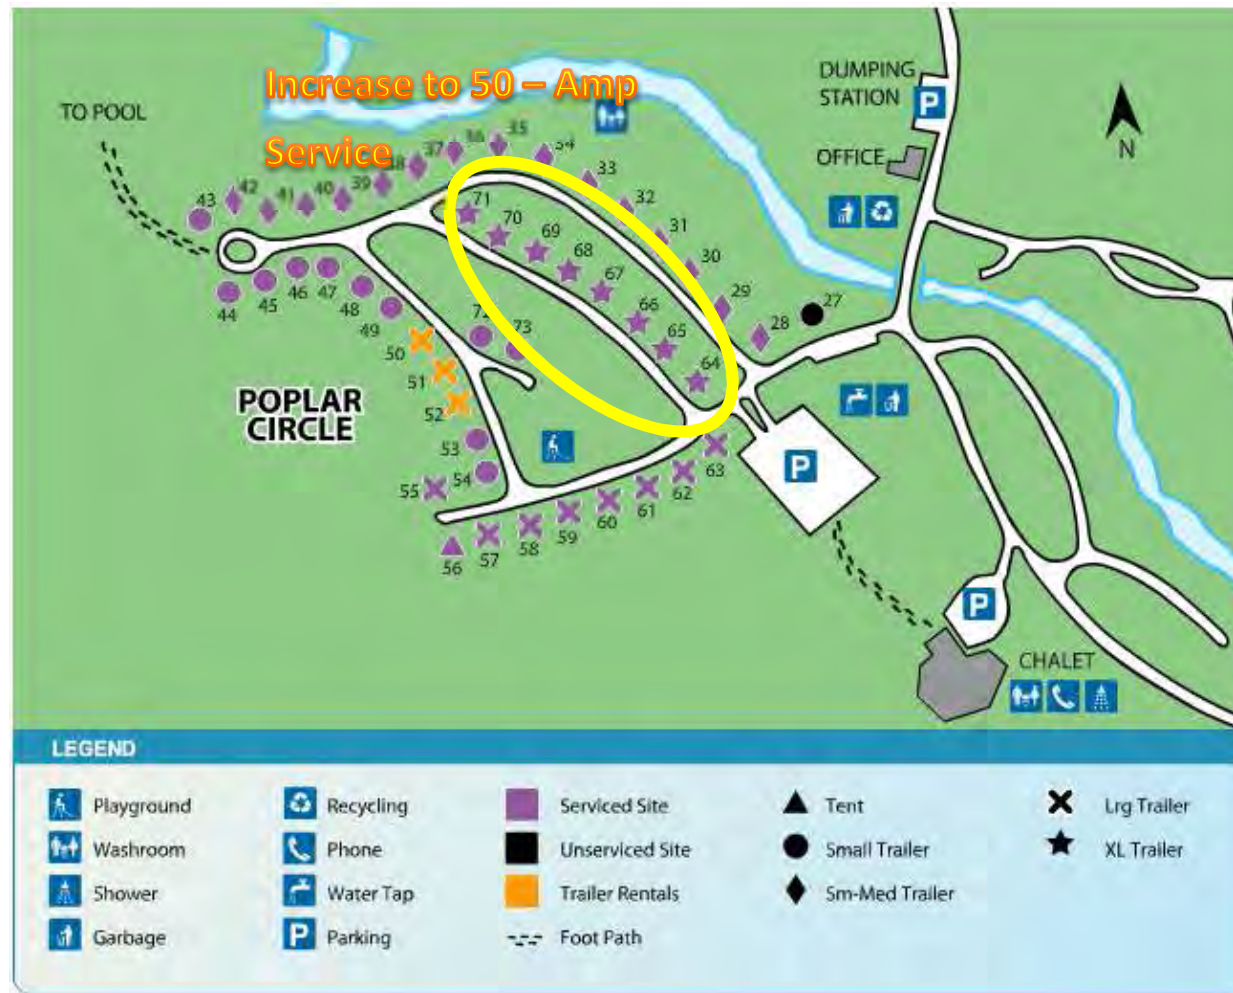 Increase to 50 – Amp
Service
TO POOL
DUMPING
STATION
P
OFFICE
N
43
42
41
40
39
38
37
36
35
34
33
32
31
30
29
28
27
71
70
69
68
67
66
65
64
44
45
46
47
48
49
72
73
50
51
52
53
54
55
56
57
58
59
60
61
62
63
POPLAR
CIRCLE
P
P
CHALET
LEGEND
Playground
Washroom
Shower
Garbage
Recycling
Phone
Water Tap
P Parking
Serviced Site
Unserviced Site
Trailer Rentals
Foot Path
Tent
Small Trailer
Sm-Med Trailer
Lrg Trailer
XL Trailer